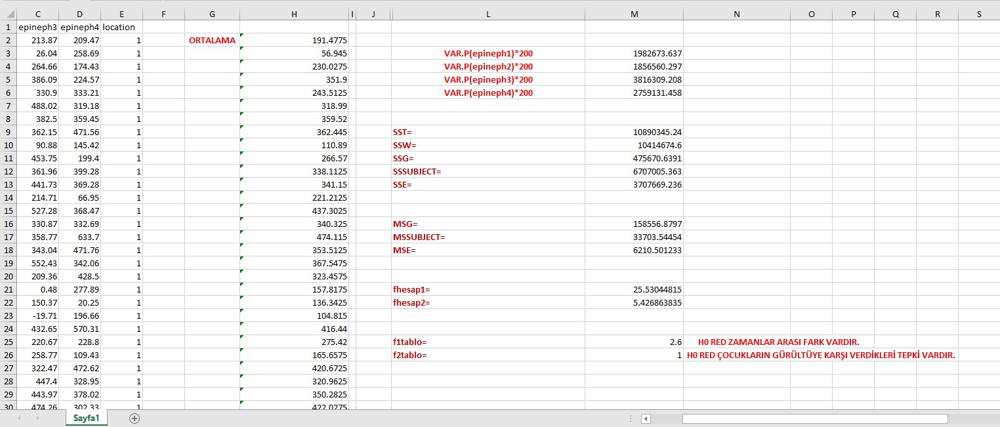 C D E F G H I J L M N O P Q R S
1 epineph3 epineph4 location
2 213.87 209.47 1 ORTALAMA 191.4775
3 26.04 258.69 1 56.945 VAR.P(epineph1)*200 1982673.637
4 264.66 174.43 1 230.0275 VAR.P(epineph2)*200 1856560.297
5 386.09 224.57 1 351.9 VAR.P(epineph3)*200 3816309.208
6 330.9 333.21 1 243.5125 VAR.P(epineph4)*200 2759131.458
7 488.02 319.18 1 318.99
8 382.5 359.45 1 359.52
9 362.15 471.56 1 362.445 SST= 10890345.24
10 90.88 145.42 1 110.89 SSW= 10414674.6
11 453.75 199.4 1 266.57 SSG= 475670.6391
12 361.96 399.28 1 338.1125 SSSUBJECT= 6707005.363
13 441.73 369.28 1 341.15 SSE= 3707669.236
14 214.71 66.95 1 221.2125
15 527.28 368.47 1 437.3025
16 330.87 332.69 1 340.325 MSG= 158556.8797
17 358.77 633.7 1 474.115 MSSUBJECT= 33703.54454
18 343.04 471.76 1 353.5125 MSE= 6210.501233
19 552.43 342.06 1 367.5475
20 209.36 428.5 1 323.4575
21 0.48 277.89 1 157.8175 fhesap1= 25.53044815
22 150.37 20.25 1 136.3425 fhesap2= 5.426863835
23 -19.71 196.66 1 104.815
24 432.65 570.31 1 416.44
25 220.67 228.8 1 275.42 f1tablo= 2.6 H0 RED ZAMANLAR ARASI FARK VARDIR.
26 258.77 109.43 1 165.6575 f2tablo= 1 H0 RED ÇOCUKLARIN GÜRÜLTÜYE KARŞI VERDİKLERİ TEPKİ VARDIR.
27 322.47 472.62 1 420.6725
28 447.4 328.95 1 320.9625
29 443.97 378.02 1 350.2825
30 474.26 302.33 1 422.0275
Sayfa1